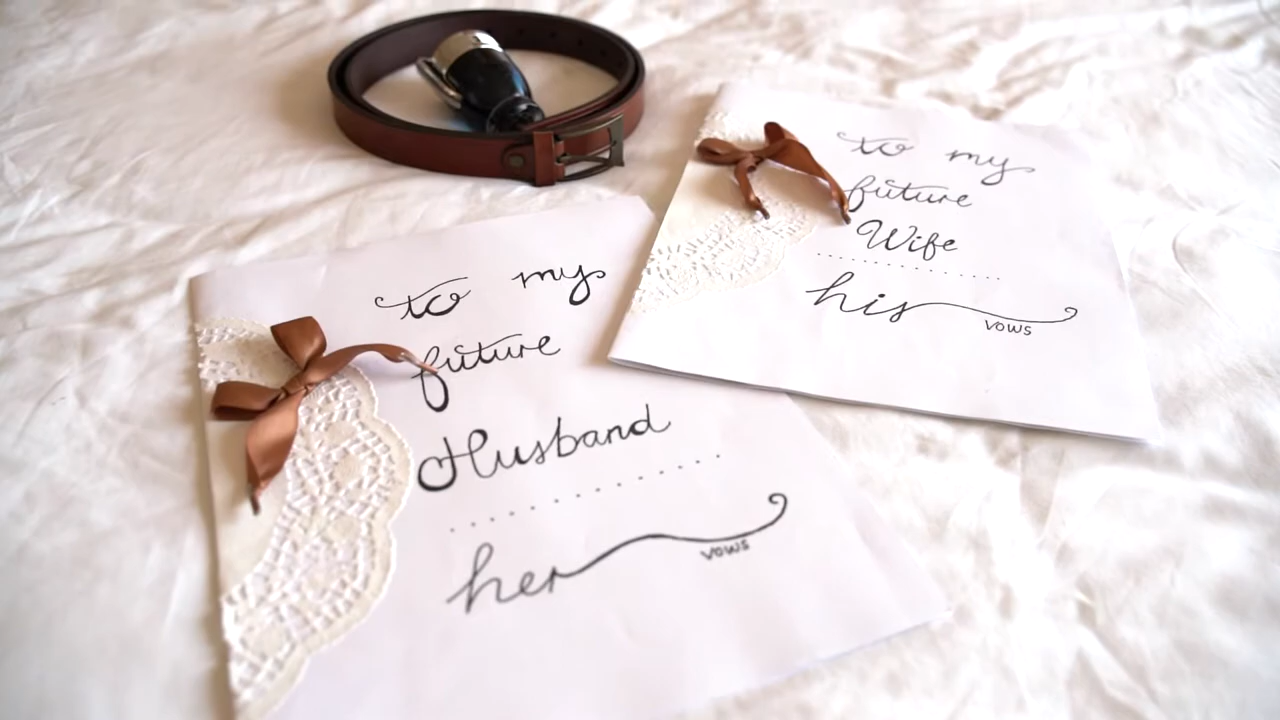 to my
future
Husband
her
vows
to my
future
Wife
his
vows